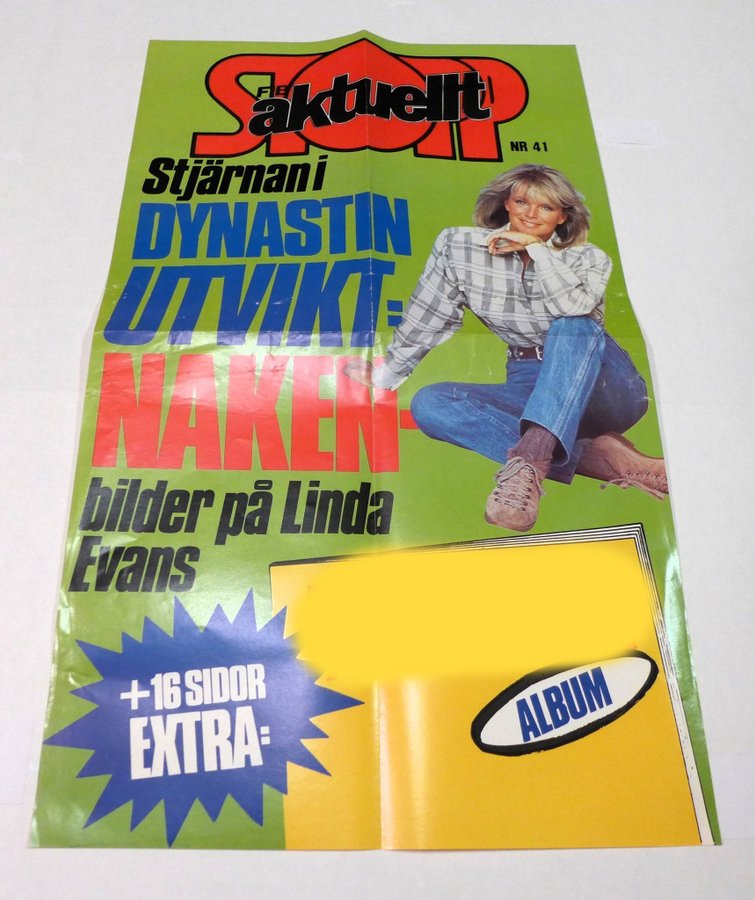 STOPP
FIB
aktuellt
NR 41
Stjärnan i
DYNASTIN
UTVIKT:
NAKEN-
bilder på Linda
Evans
+16 SIDOR
EXTRA:
ALBUM